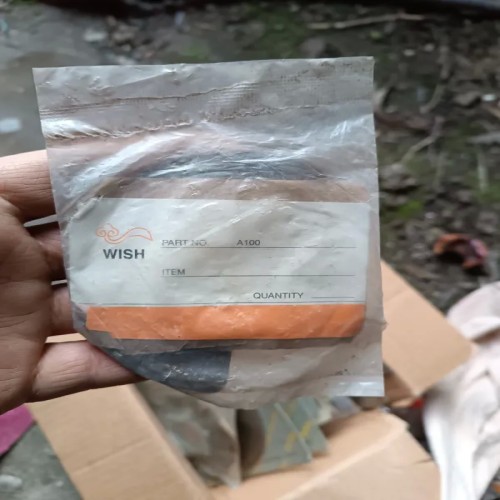 WISH
PART NO. A100
ITEM
QUANTITY